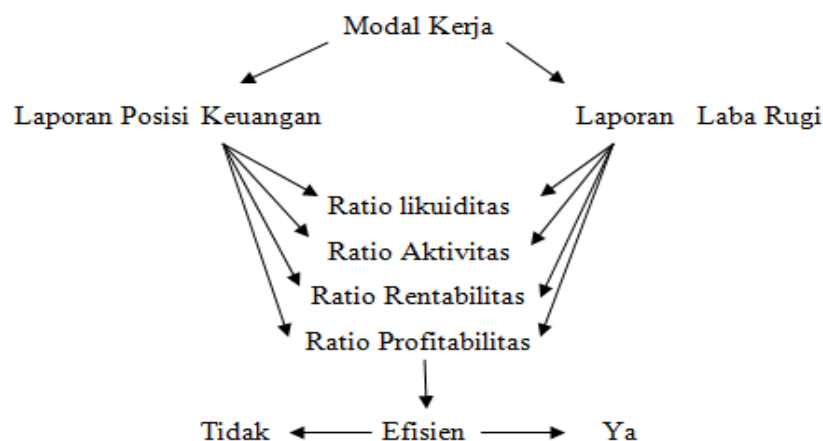 Modal Kerja
Laporan Posisi Keuangan
Laporan Laba Rugi
Ratio likuiditas
Ratio Aktivitas
Ratio Rentabilitas
Ratio Profitabilitas
Tidak Efisien Ya